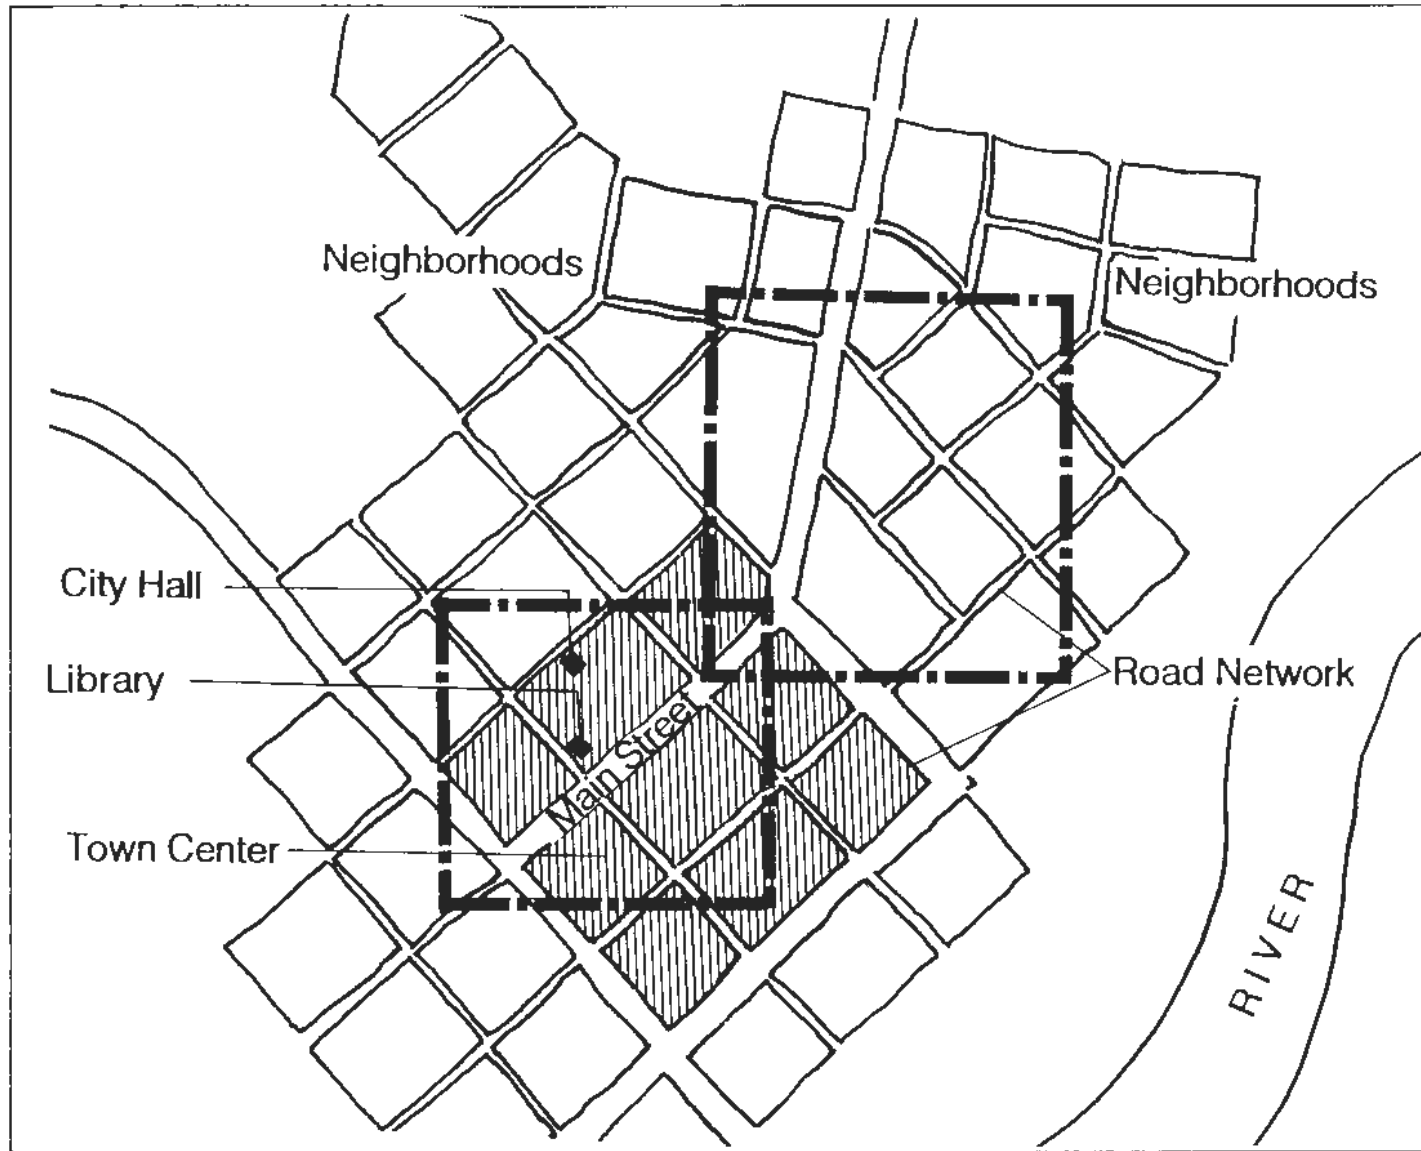 Neighborhoods
Neighborhoods
City Hall
Library
Main Street
Road Network
Town Center
RIVER